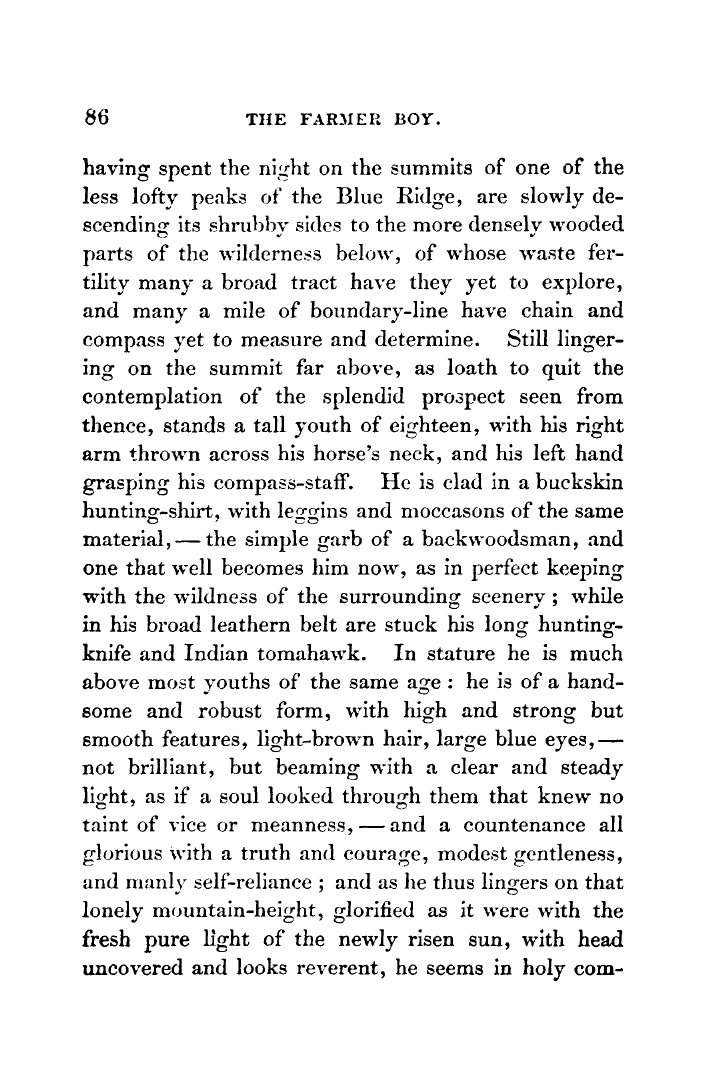 86 THE FARMER BOY.
having spent the night on the summits of one of the
less lofty peaks of the Blue Ridge, are slowly de-
scending its shrubby sides to the more densely wooded
parts of the wilderness below, of whose waste fer-
tility many a broad tract have they yet to explore,
and many a mile of boundary-line have chain and
compass yet to measure and determine. Still linger-
ing on the summit far above, as loath to quit the
contemplation of the splendid prospect seen from
thence, stands a tall youth of eighteen, with his right
arm thrown across his horse's neck, and his left hand
grasping his compass-staff. He is clad in a buckskin
hunting-shirt, with leggins and moccasons of the same
material, — the simple garb of a backwoodsman, and
one that well becomes him now, as in perfect keeping
with the wildness of the surrounding scenery ; while
in his broad leathern belt are stuck his long hunting-
knife and Indian tomahawk. In stature he is much
above most youths of the same age : he is of a hand-
some and robust form, with high and strong but
smooth features, light-brown hair, large blue eyes, —
not brilliant, but beaming with a clear and steady
light, as if a soul looked through them that knew no
taint of vice or meanness, — and a countenance all
glorious with a truth and courage, modest gentleness,
and manly self-reliance ; and as he thus lingers on that
lonely mountain-height, glorified as it were with the
fresh pure light of the newly risen sun, with head
uncovered and looks reverent, he seems in holy com-